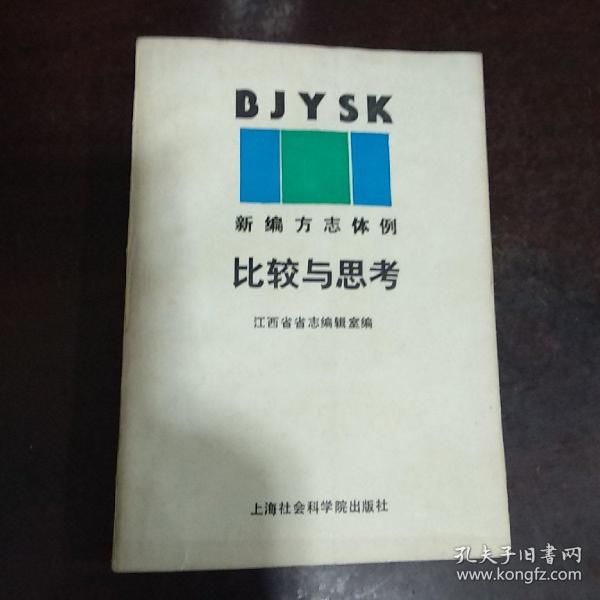 BJYSK
新编方志体例
比较与思考
江西省省志编辑室编
上海社会科学院出版社
孔夫子旧书网
www.kongfz.com